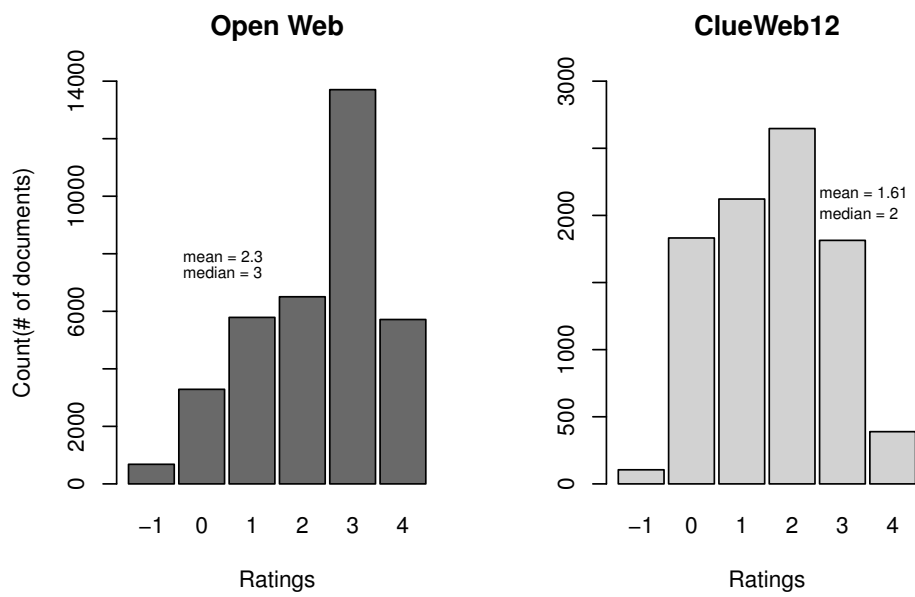 Open Web
Count(# of documents)
14000
10000
6000
2000
0
mean = 2.3
median = 3
−1 0 1 2 3 4
Ratings
ClueWeb12
3000
2000
1000
500
0
mean = 1.61
median = 2
−1 0 1 2 3 4
Ratings